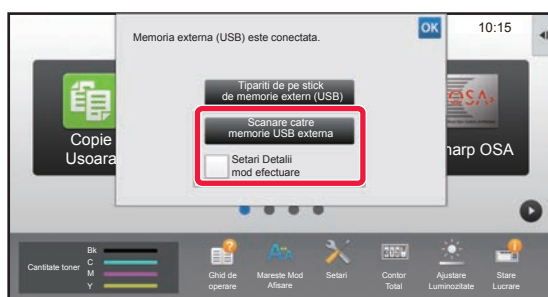 Memoria externa (USB) este conectata.
OK
10:15
Tipariti de pe stick
de memorie extern (USB)
Scanare catre
memorie USB externa
Setari Detalii
mod efectuare
Copie
Usoara
harp OSA
Cantitate toner
Bk
C
M
Y
Ghid de
operare
Mareste Mod
Afisare
Setari
Contor
Total
Ajustare
Luminozitate
Stare
Lucrare